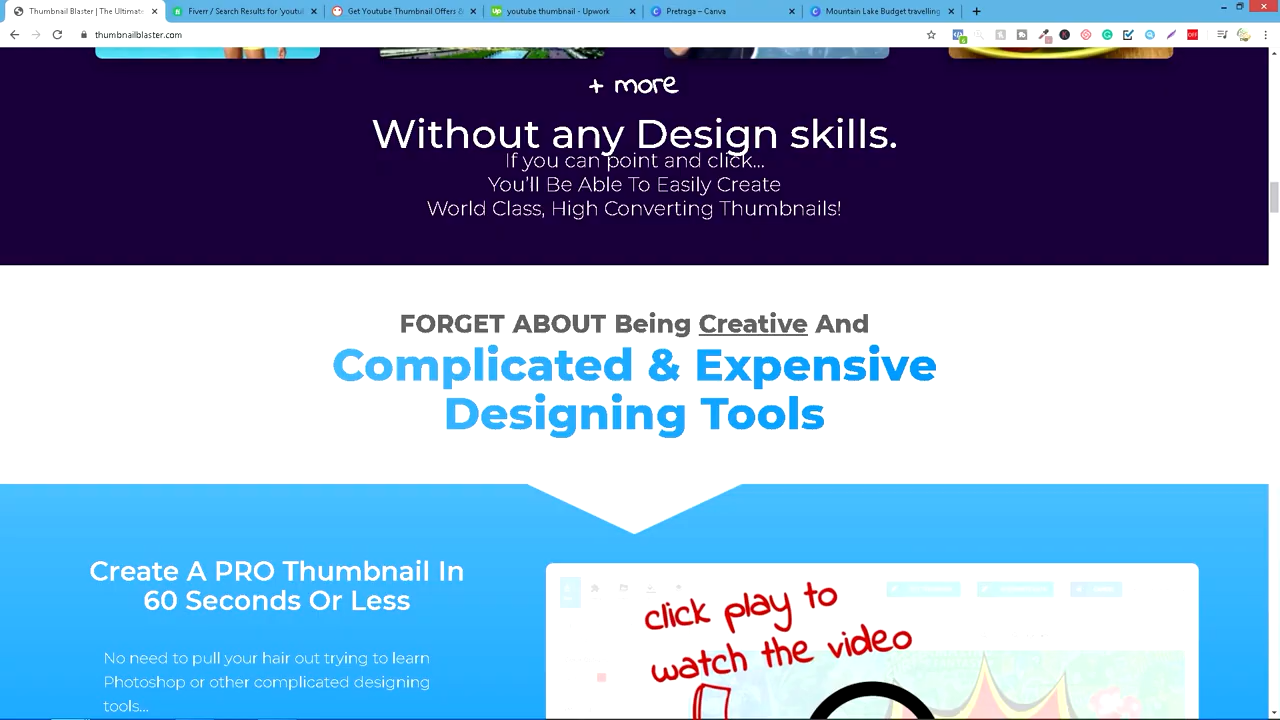 Thumbnail Blaster | The Ultimate
Fiverr / Search Results for 'youtul
Get Youtube Thumbnail Offers &
youtube thumbnail - Upwork
Pretraga – Canva
Mountain Lake Budget travelling
thumbnailblaster.com
+ more
Without any Design skills.
If you can point and click...
You'll Be Able To Easily Create
World Class, High Converting Thumbnails!
FORGET ABOUT Being Creative And
Complicated & Expensive
Designing Tools
Create A PRO Thumbnail In
60 Seconds Or Less
No need to pull your hair out trying to learn
Photoshop or other complicated designing
tools...
click play to
watch the video